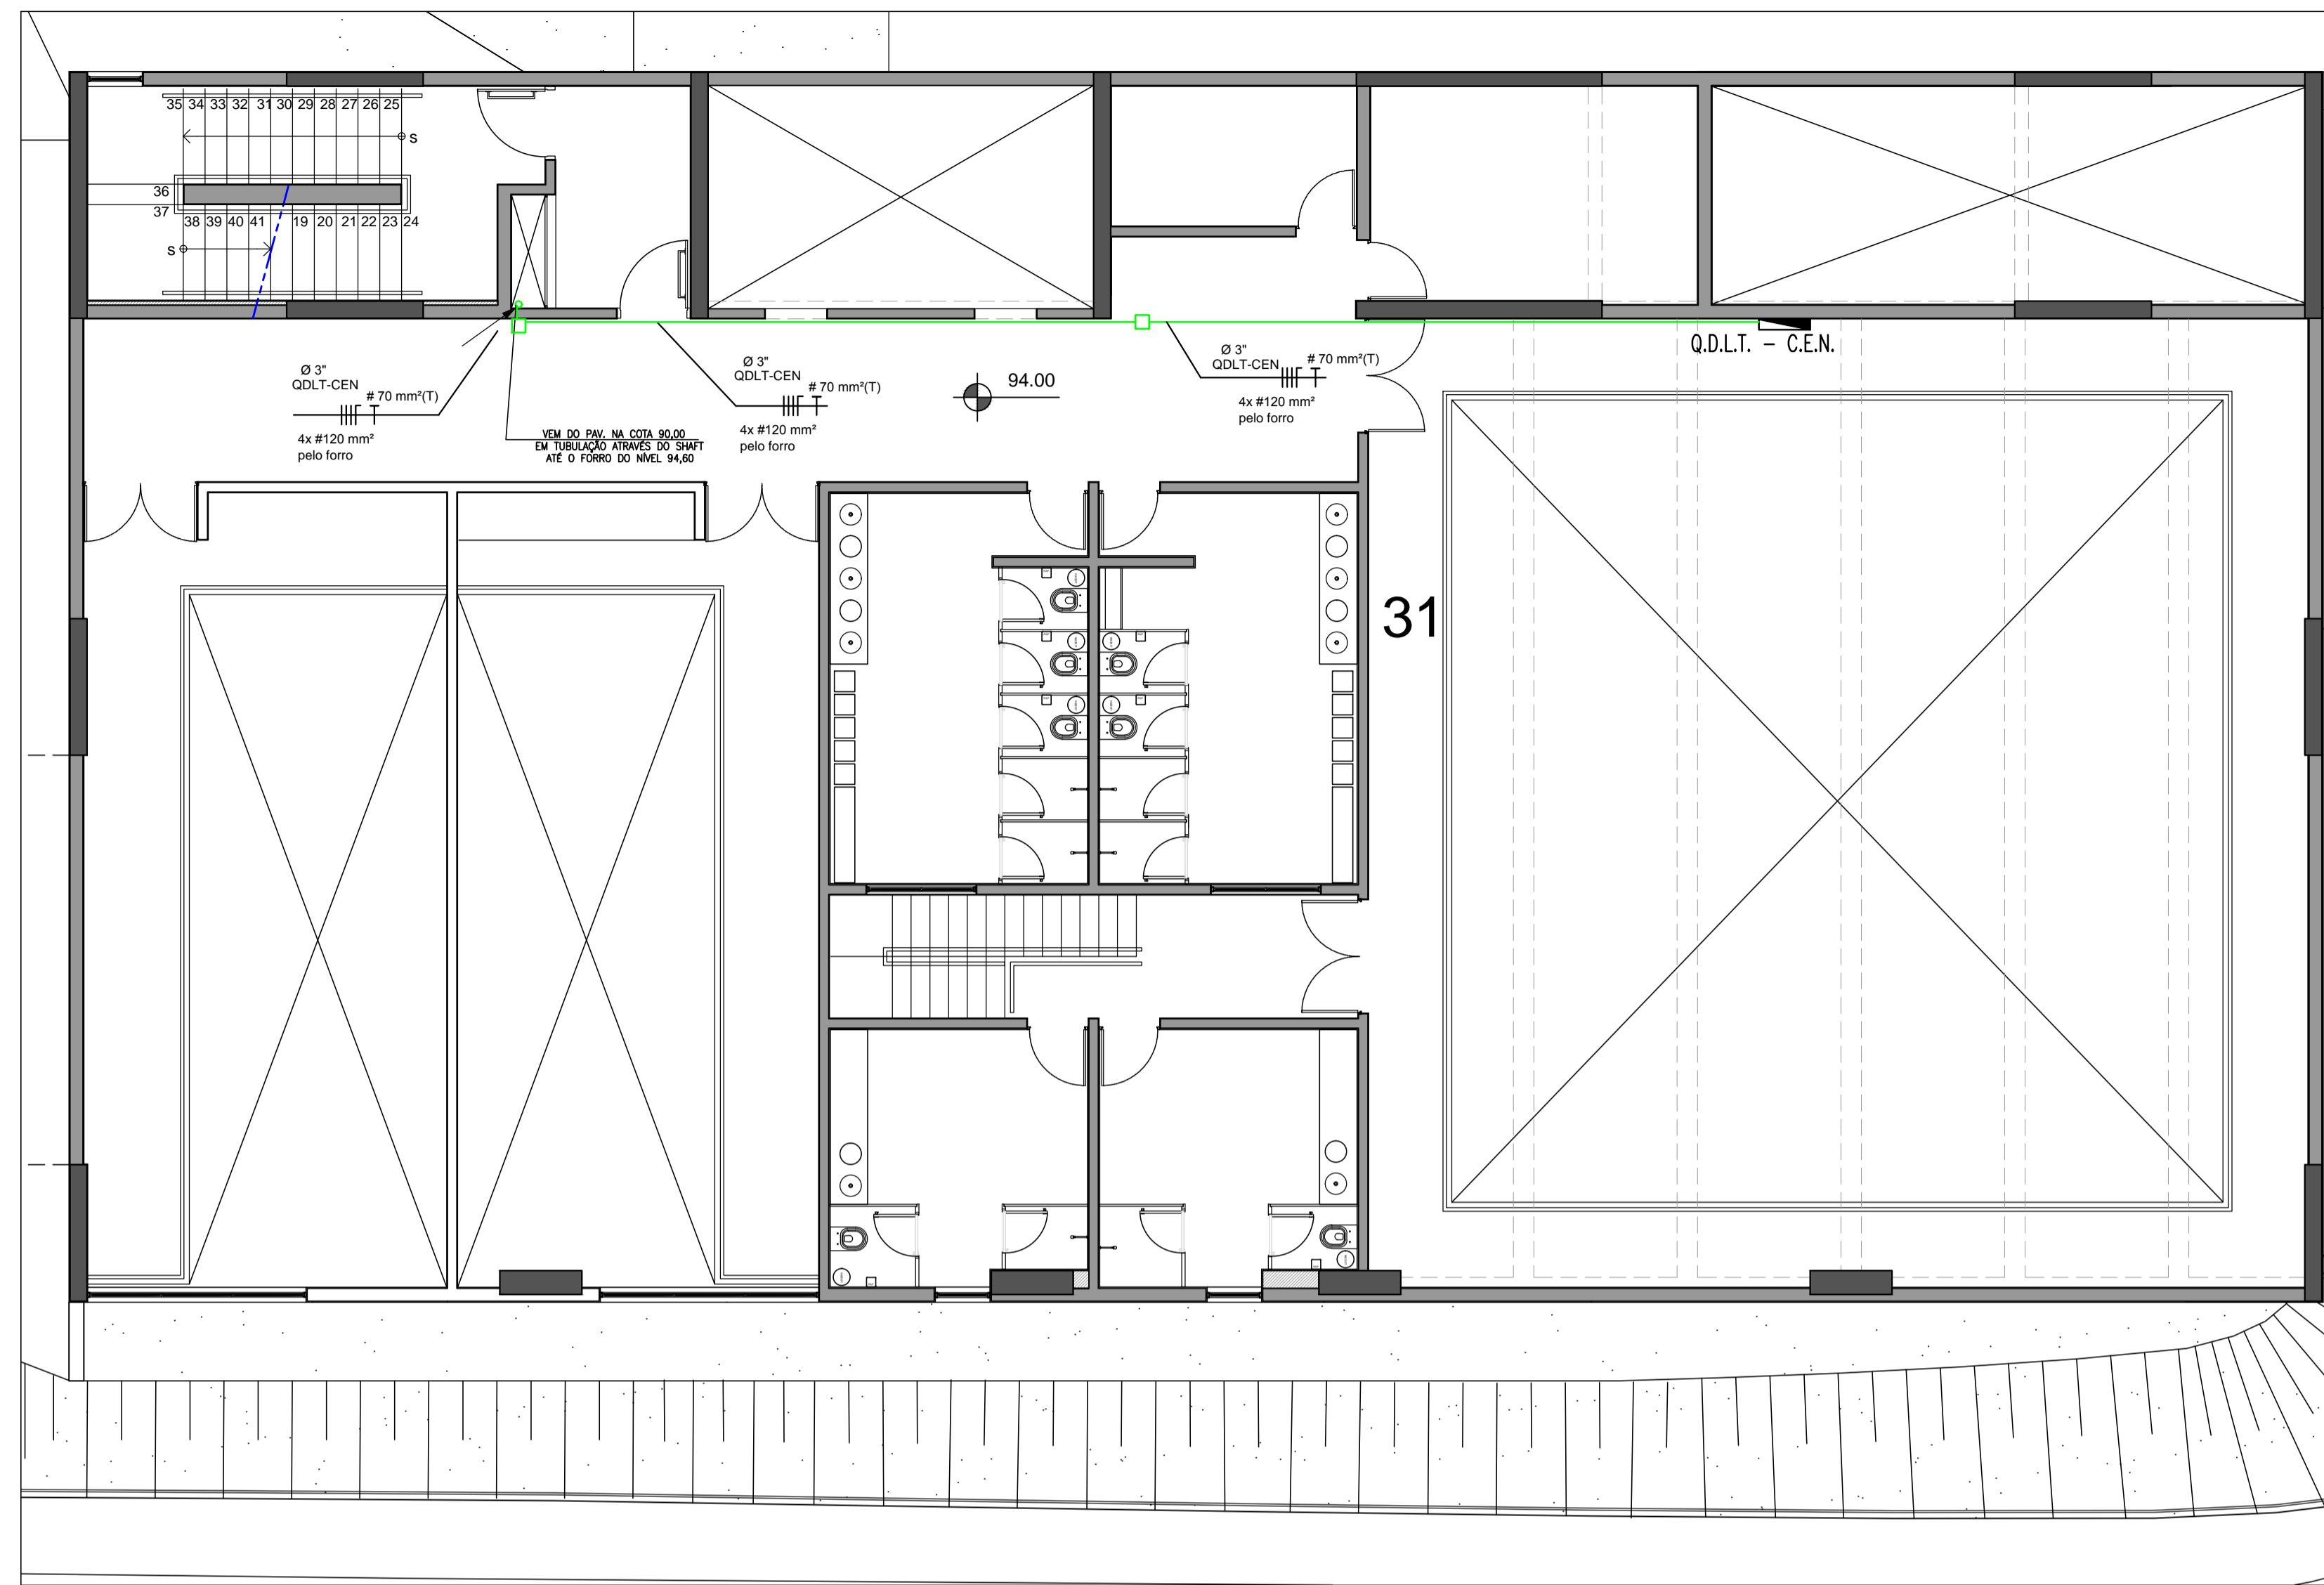 35 34 33 32 31 30 29 28 27 26 25
s
36
37
38 39 40 41 19 20 21 22 23 24
s
Q.D.L.T. - C.E.N.
Ø 3"
QDLT-CEN
# 70 mm²(T)
4x #120 mm²
pelo forro
VEM DO PAV. NA COTA 90,00
EM TUBULAÇÃO ATRAVÉS DO SHAFT
ATÉ O FORRO DO NÍVEL 94,60
Ø 3"
QDLT-CEN
# 70 mm²(T)
4x #120 mm²
pelo forro
94.00
Ø 3"
QDLT-CEN
# 70 mm²(T)
4x #120 mm²
pelo forro
31